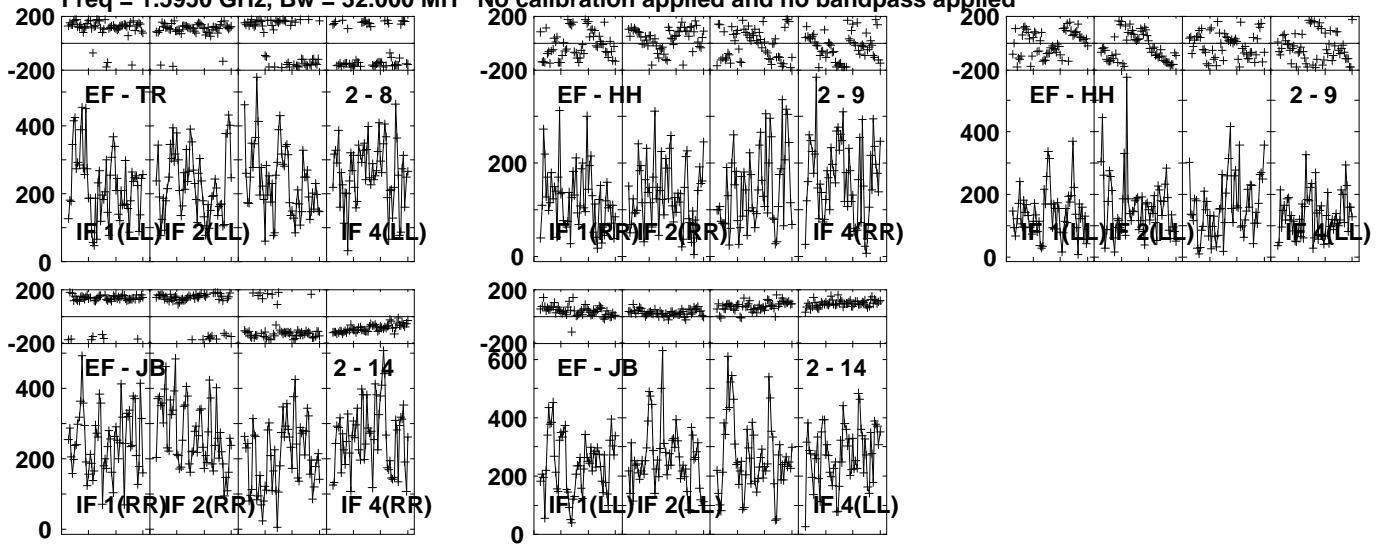 Freq = 1.5950 GHz, Bw = 32.000 MH No calibration applied and no bandpass applied
200
-200
EF - TR
2 - 8
400
200
0
IF 1(LL)
IF 2(LL)
IF 4(LL)
200
-200
EF - HH
2 - 9
200
0
IF 1(RR)
IF 2(RR)
IF 4(RR)
200
-200
EF - HH
2 - 9
400
200
0
IF 1(LL)
IF 2(LL)
IF 4(LL)
200
-200
EF - JB
2 - 14
400
200
0
IF 1(RR)
IF 2(RR)
IF 4(RR)
200
-200
600
EF - JB
2 - 14
400
200
0
IF 1(LL)
IF 2(LL)
IF 4(LL)